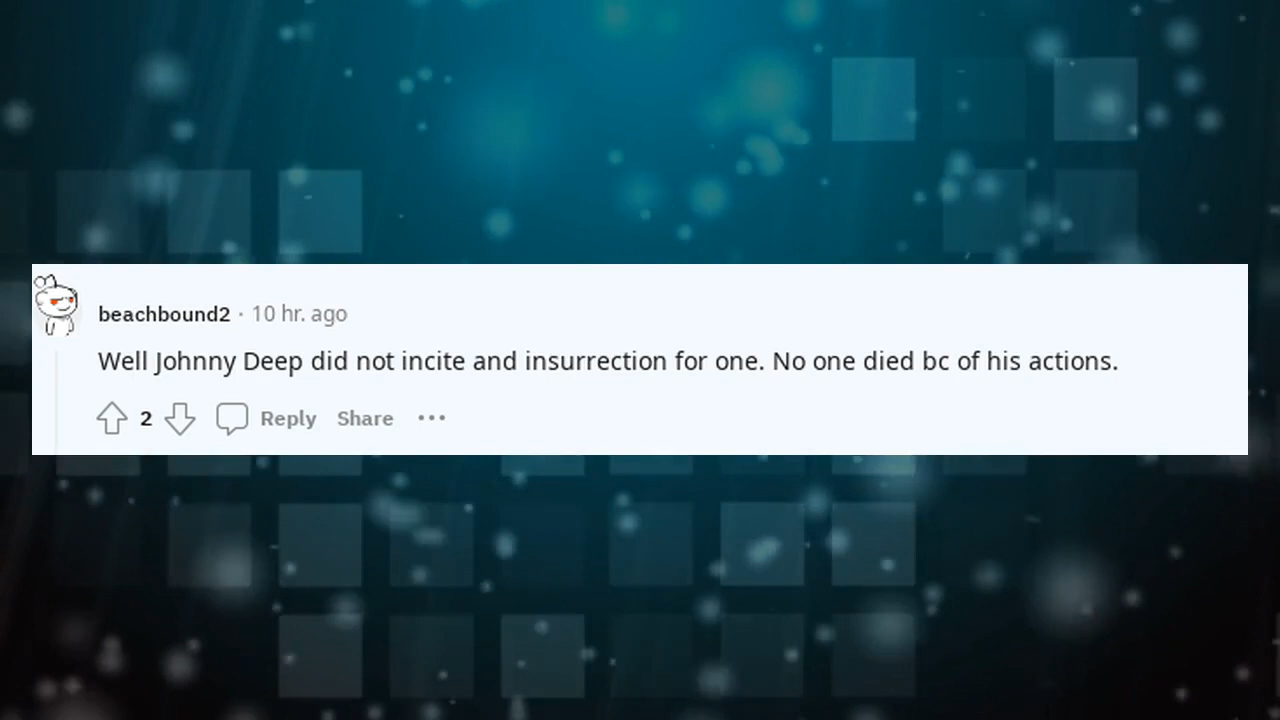 beachbound2 · 10 hr. ago
Well Johnny Deep did not incite and insurrection for one. No one died bc of his actions.
2 Reply Share ···